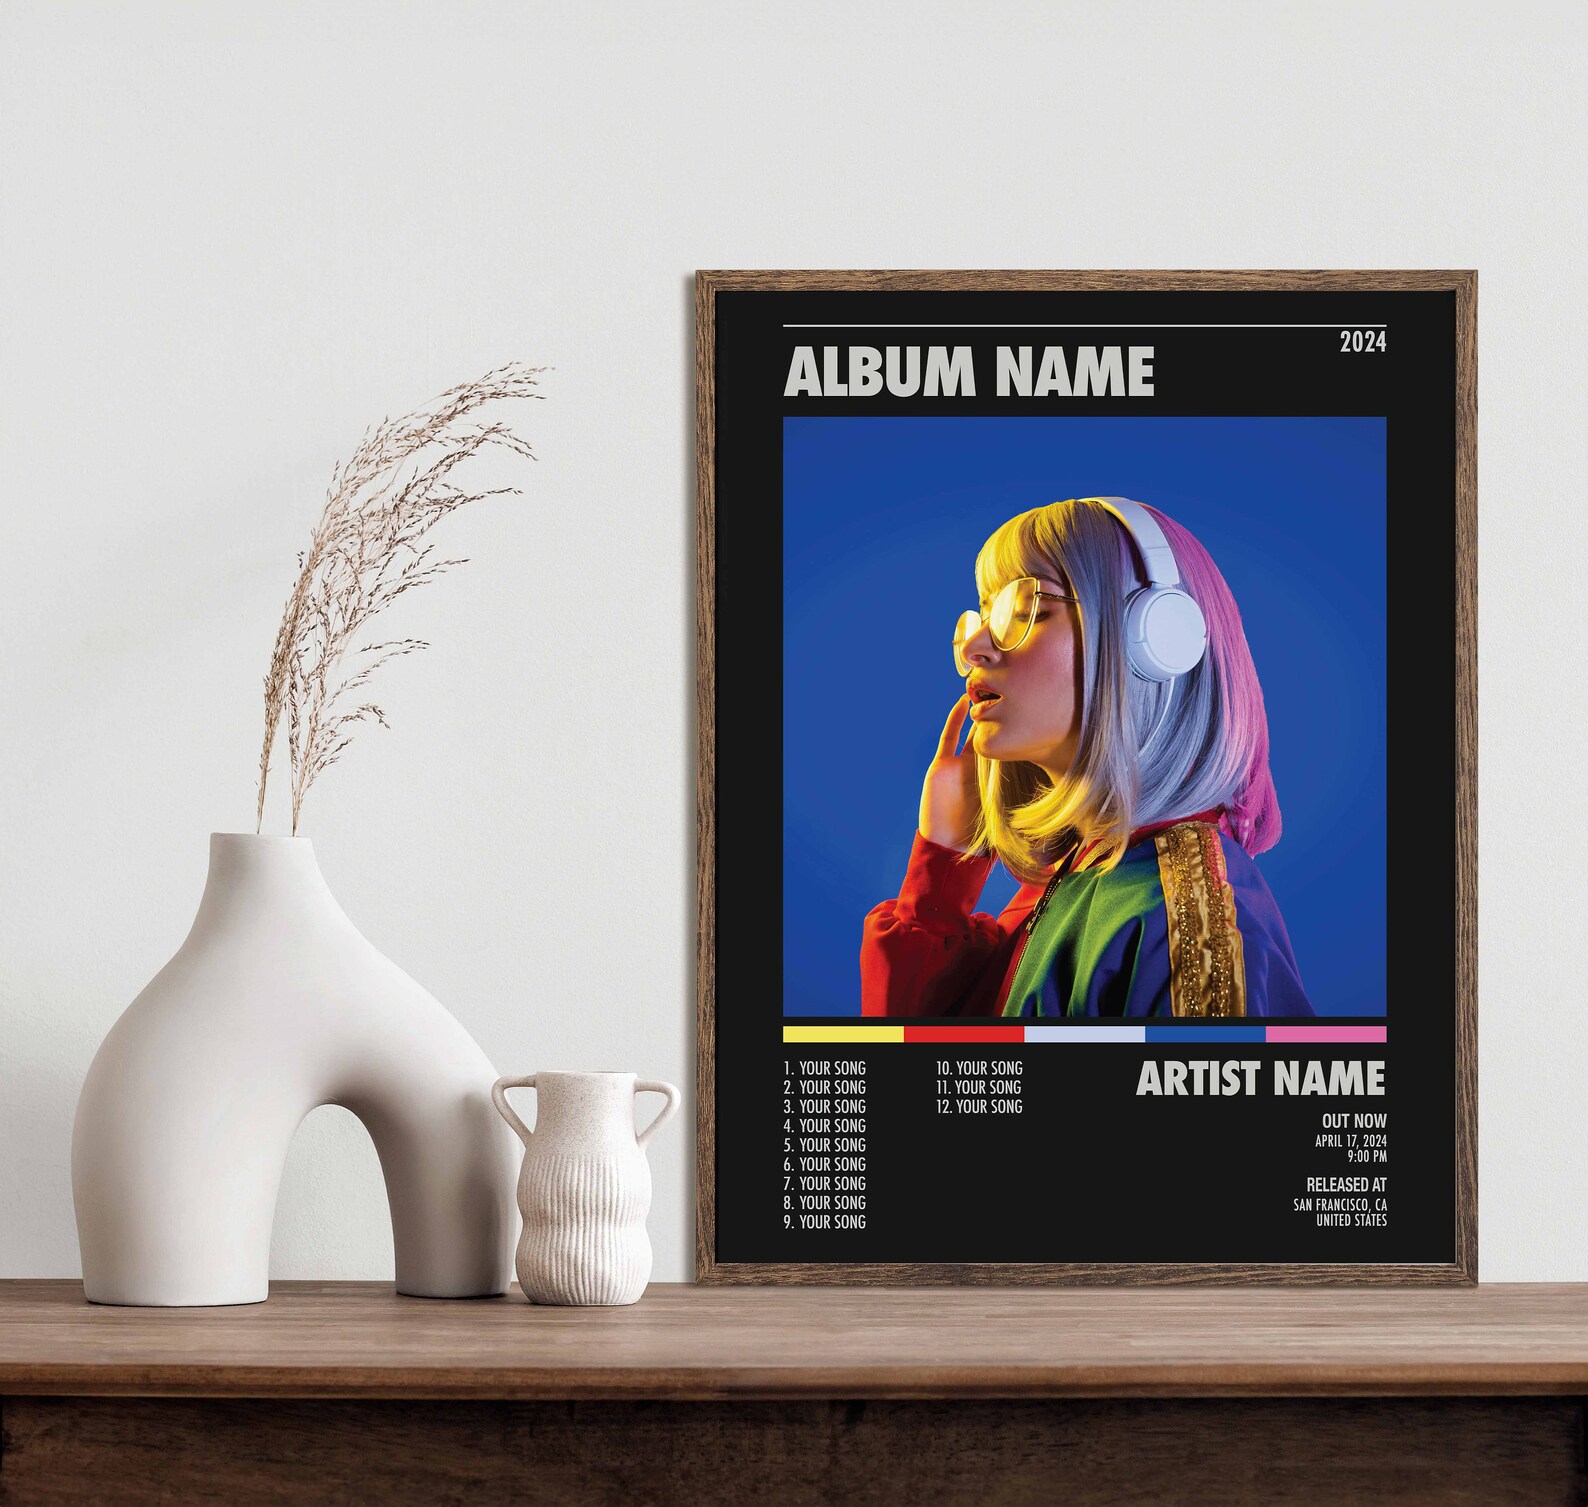 2024
ALBUM NAME
1. YOUR SONG
2. YOUR SONG
3. YOUR SONG
4. YOUR SONG
5. YOUR SONG
6. YOUR SONG
7. YOUR SONG
8. YOUR SONG
9. YOUR SONG
10. YOUR SONG
11. YOUR SONG
12. YOUR SONG
ARTIST NAME
OUT NOW
APRIL 17, 2024
9:00 PM
RELEASED AT
SAN FRANCISCO, CA
UNITED STATES